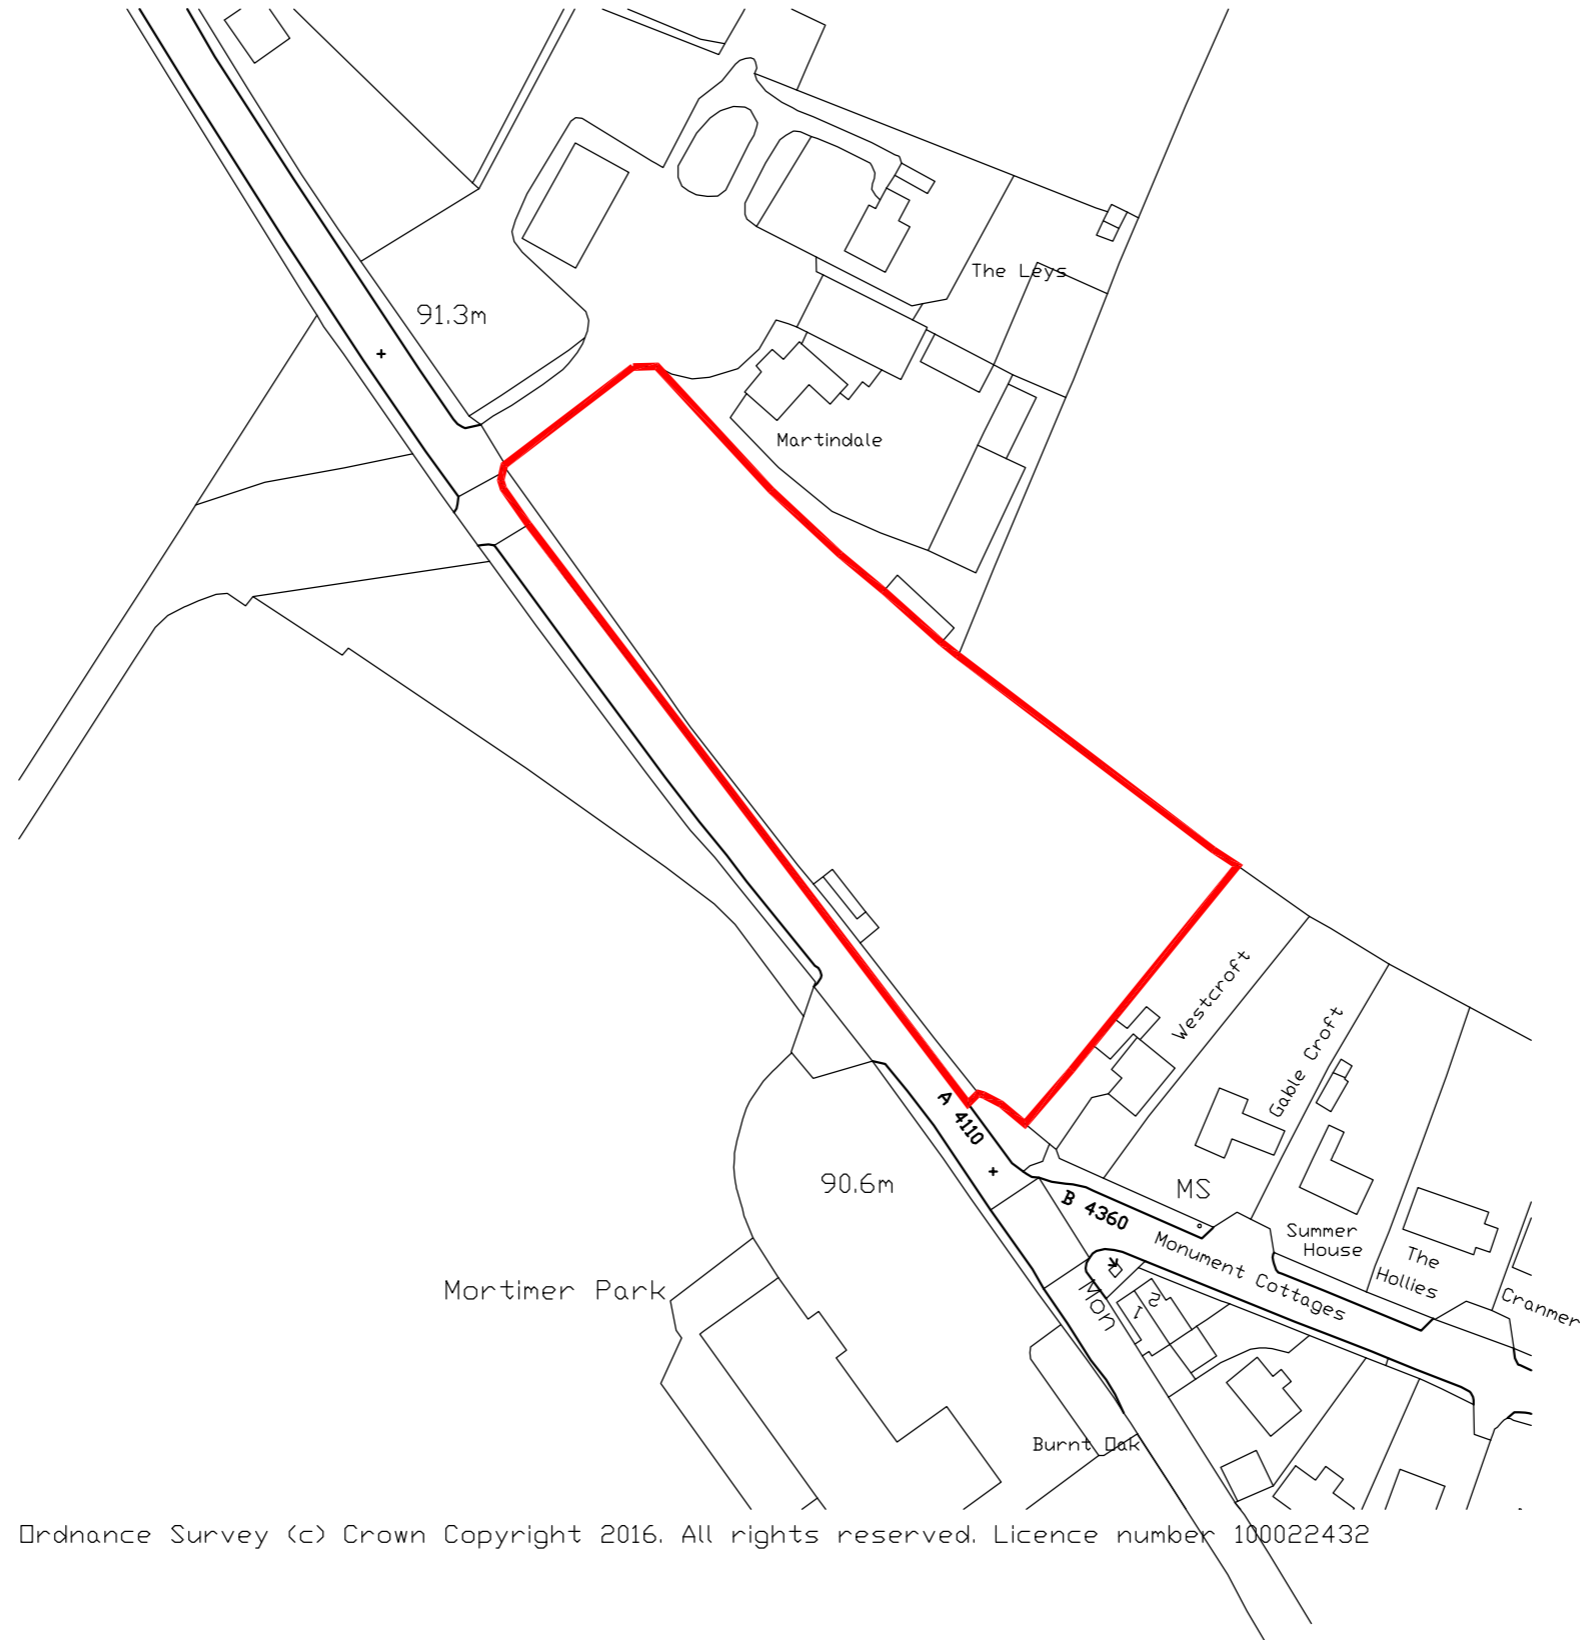 The Leys
91.3m
Martindale
Westcroft
Gable Croft
A 4110
90.6m
MS
B 4360
Monument Cottages
Summer
House
The
Hollies
Cranmer
Mortimer Park
Mon
1
2
Burnt Oak
Ordnance Survey (c) Crown Copyright 2016. All rights reserved. Licence number 100022432